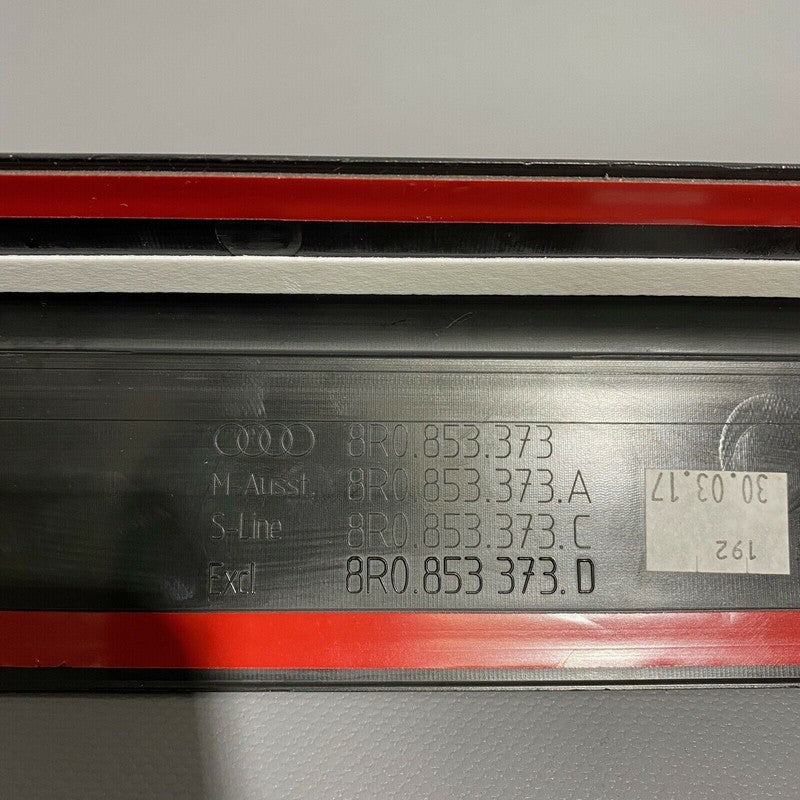 8R0.853.373
M-Ausst. 8R0.853.373.A
S-Line 8R0.853.373.C
Excl 8R0.853 373.D
30.03.17
192